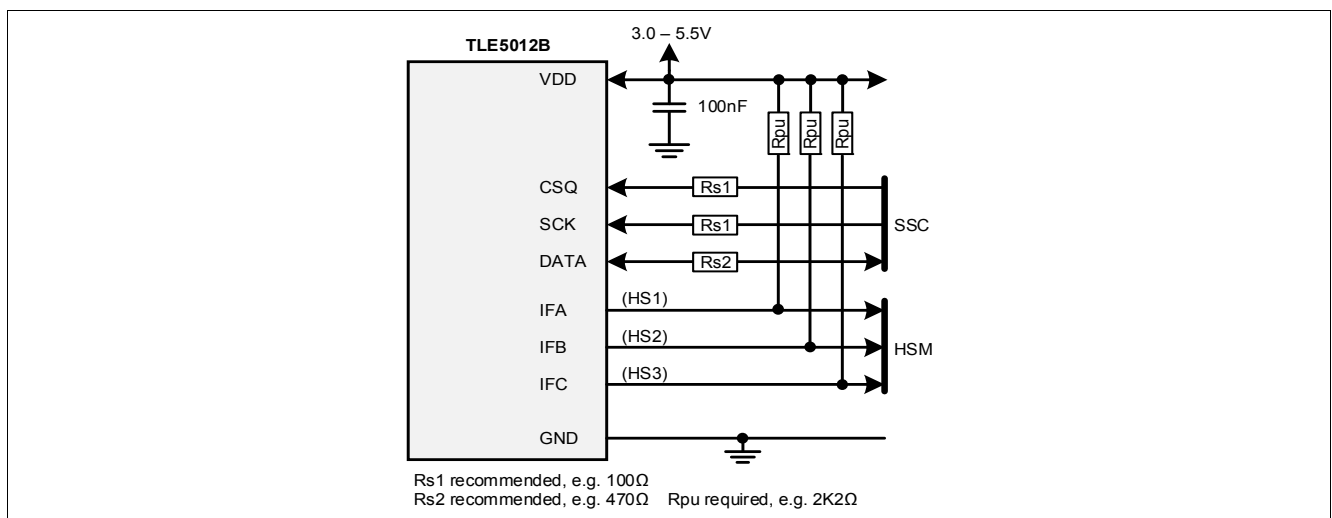 3.0 – 5.5V
TLE5012B
VDD
100nF
Rpu
Rpu
Rpu
CSQ
Rs1
SCK
Rs1
SSC
DATA
Rs2
IFA
(HS1)
IFB
(HS2)
HSM
IFC
(HS3)
GND
Rs1 recommended, e.g. 100Ω
Rs2 recommended, e.g. 470Ω Rpu required, e.g. 2K2Ω